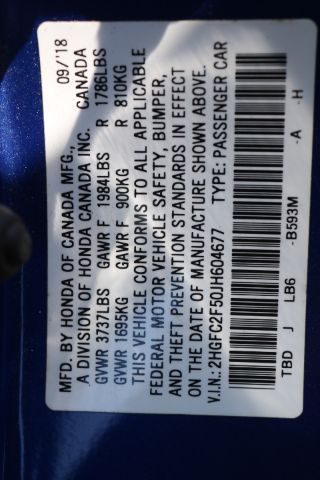 MFD. BY HONDA OF CANADA MFG., 09/'18
A DIVISION OF HONDA CANADA INC. CANADA
GVWR 3737LBS GAWR F 1984LBS R 1786LBS
GVWR 1695KG GAWR F 900KG R 810KG
THIS VEHICLE CONFORMS TO ALL APPLICABLE
FEDERAL MOTOR VEHICLE SAFETY, BUMPER,
AND THEFT PREVENTION STANDARDS IN EFFECT
ON THE DATE OF MANUFACTURE SHOWN ABOVE.
V.I.N.: 2HGFC2F50JH604677 TYPE: PASSENGER CAR
TBD J LB6 -B593M -A -H